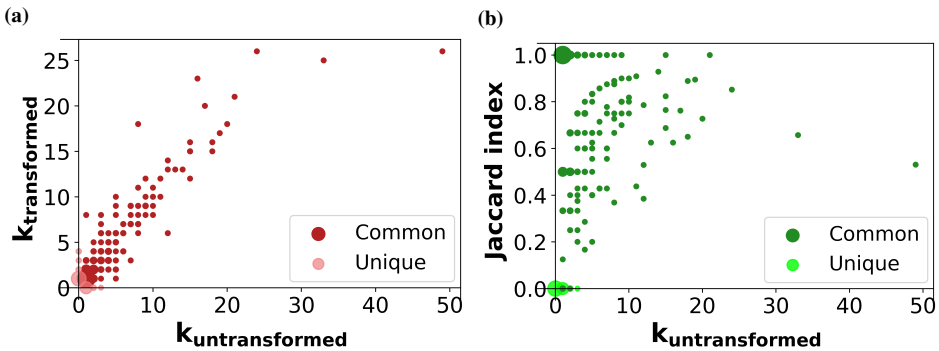 (a)
25
20
15
10
5
0
k_transformed
Common
Unique
0 10 20 30 40 50
k_untransformed
(b)
1.0
0.8
0.6
0.4
0.2
0.0
Jaccard index
Common
Unique
0 10 20 30 40 50
k_untransformed